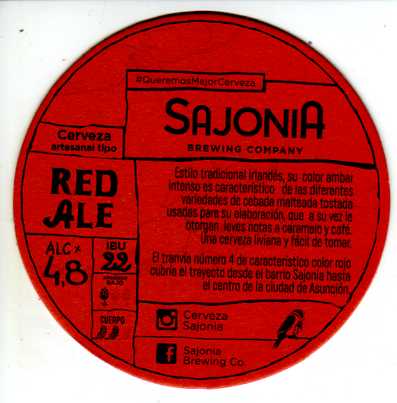 #QueremosMejorCerveza
SAJONIA
BREWING COMPANY
Cerveza
artesanal tipo
RED
ALE
ALC %
4,8
IBU
22
CUERPO
Estilo tradicional irlandés, su color ambar
intenso es característico de las diferentes
variedades de cebada malteada tostada
usadas para su elaboración, que a su vez le
otorgan leves notas a caramelo y café.
Una cerveza liviana y fácil de tomar.
El tranvía número 4 de característico color rojo
cubría el trayecto desde el barrio Sajonia hasta
el centro de la ciudad de Asunción.
Cerveza
Sajonia
Sajonia
Brewing Co.